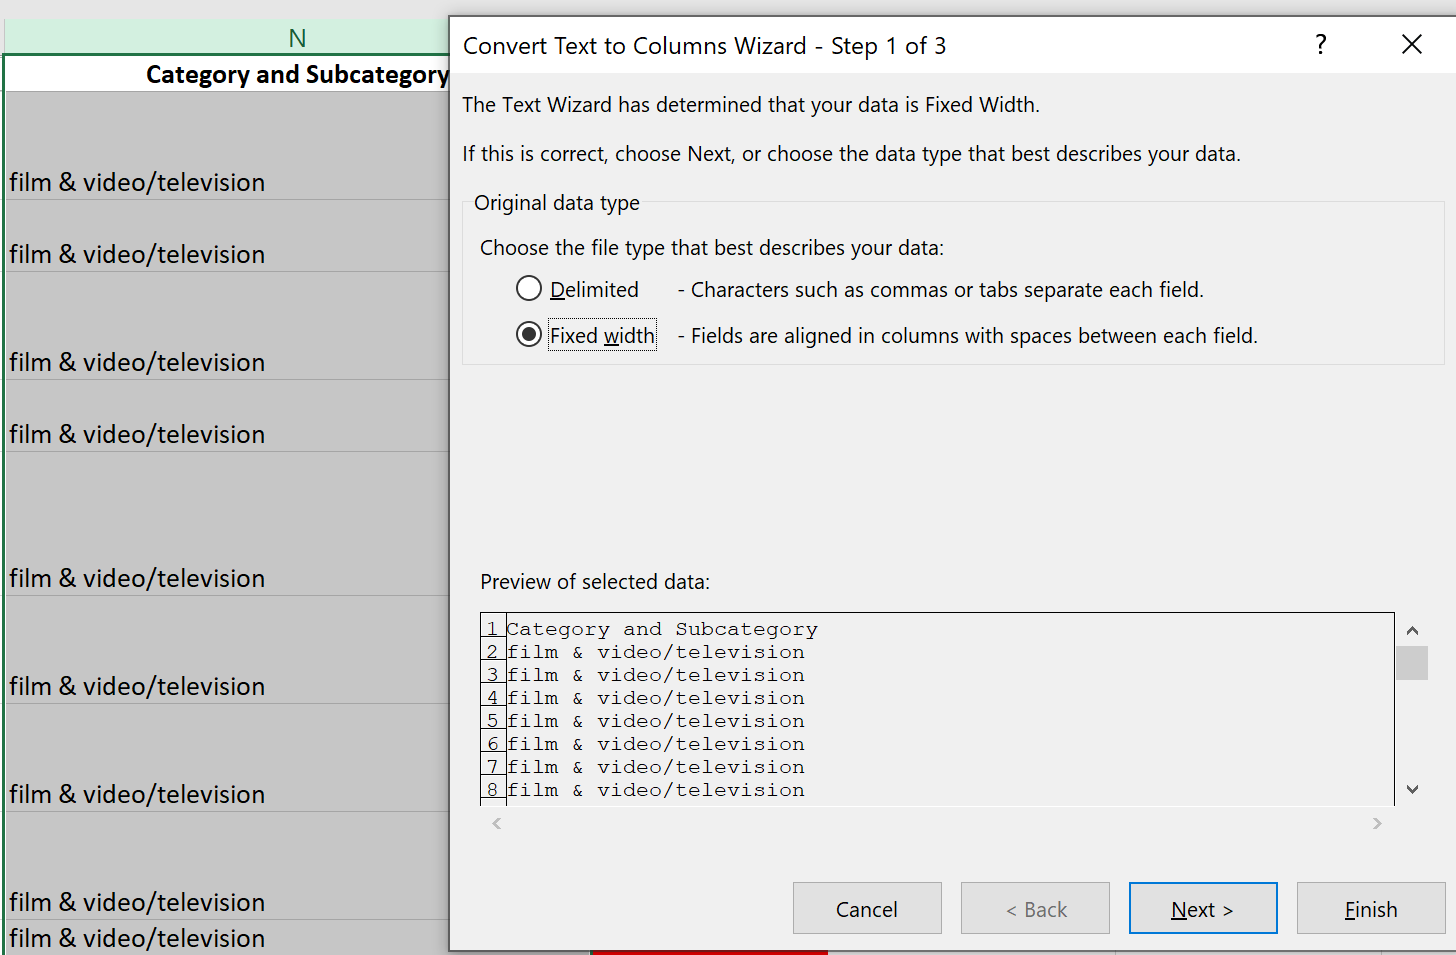 N
Category and Subcategory
film & video/television
film & video/television
film & video/television
film & video/television
film & video/television
film & video/television
film & video/television
film & video/television
film & video/television
Convert Text to Columns Wizard - Step 1 of 3
?
The Text Wizard has determined that your data is Fixed Width.
If this is correct, choose Next, or choose the data type that best describes your data.
Original data type
Choose the file type that best describes your data:
Delimited - Characters such as commas or tabs separate each field.
Fixed width - Fields are aligned in columns with spaces between each field.
Preview of selected data:
1 Category and Subcategory
2 film & video/television
3 film & video/television
4 film & video/television
5 film & video/television
6 film & video/television
7 film & video/television
8 film & video/television
Cancel < Back Next > Finish